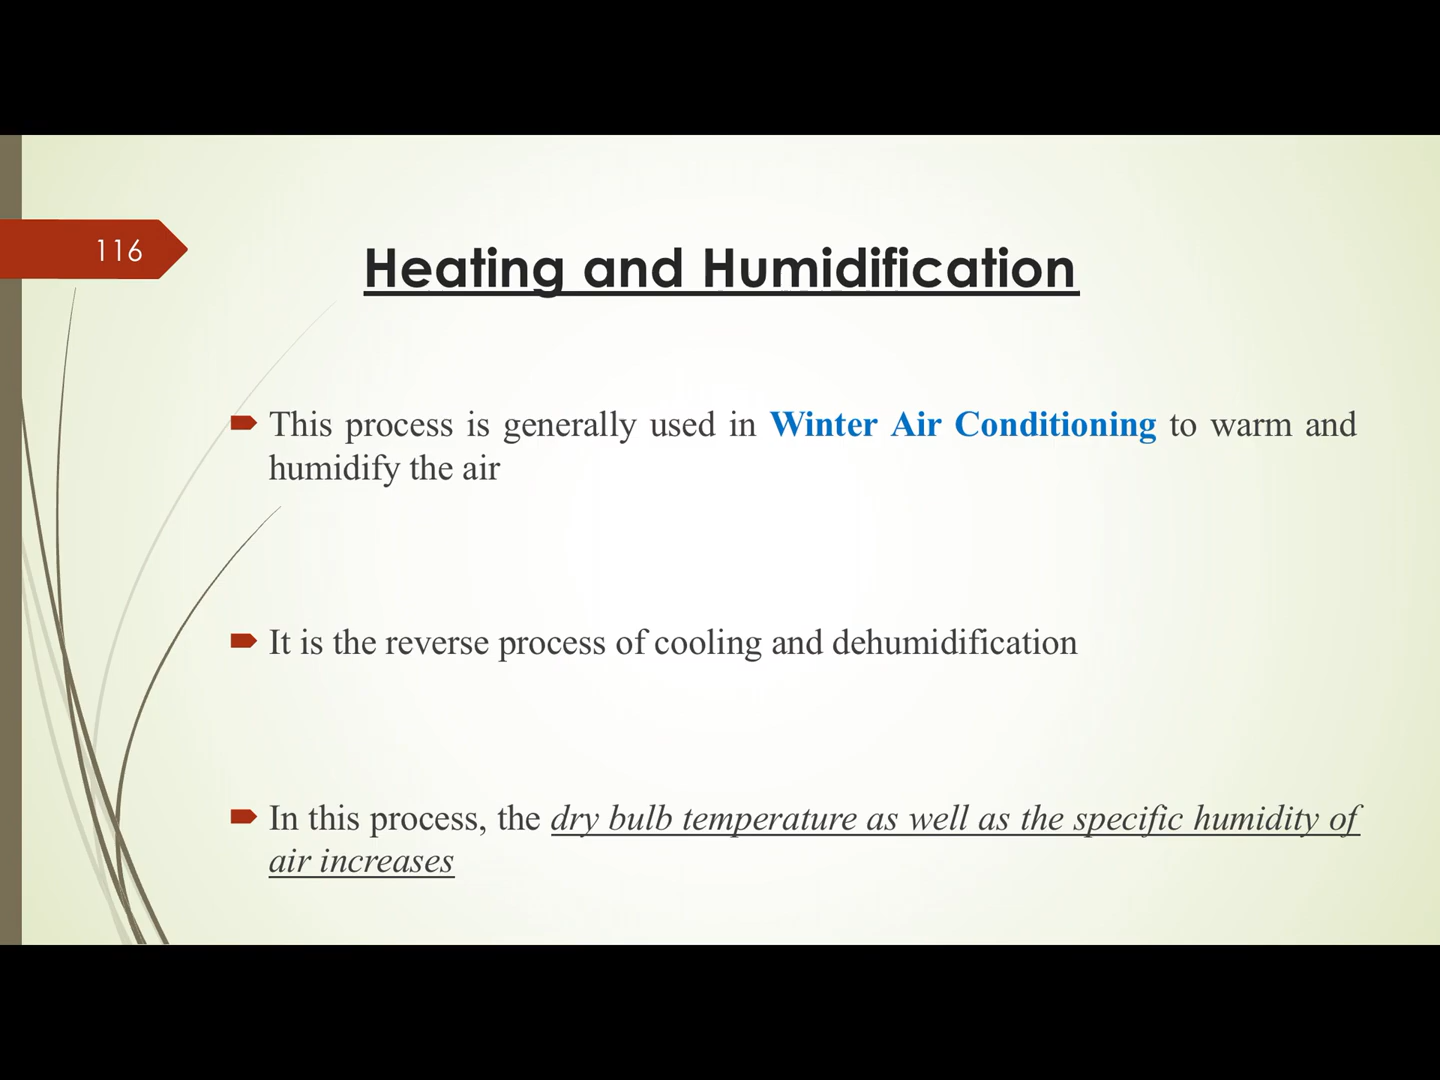 116
Heating and Humidification
This process is generally used in Winter Air Conditioning to warm and
humidify the air
It is the reverse process of cooling and dehumidification
In this process, the dry bulb temperature as well as the specific humidity of
air increases